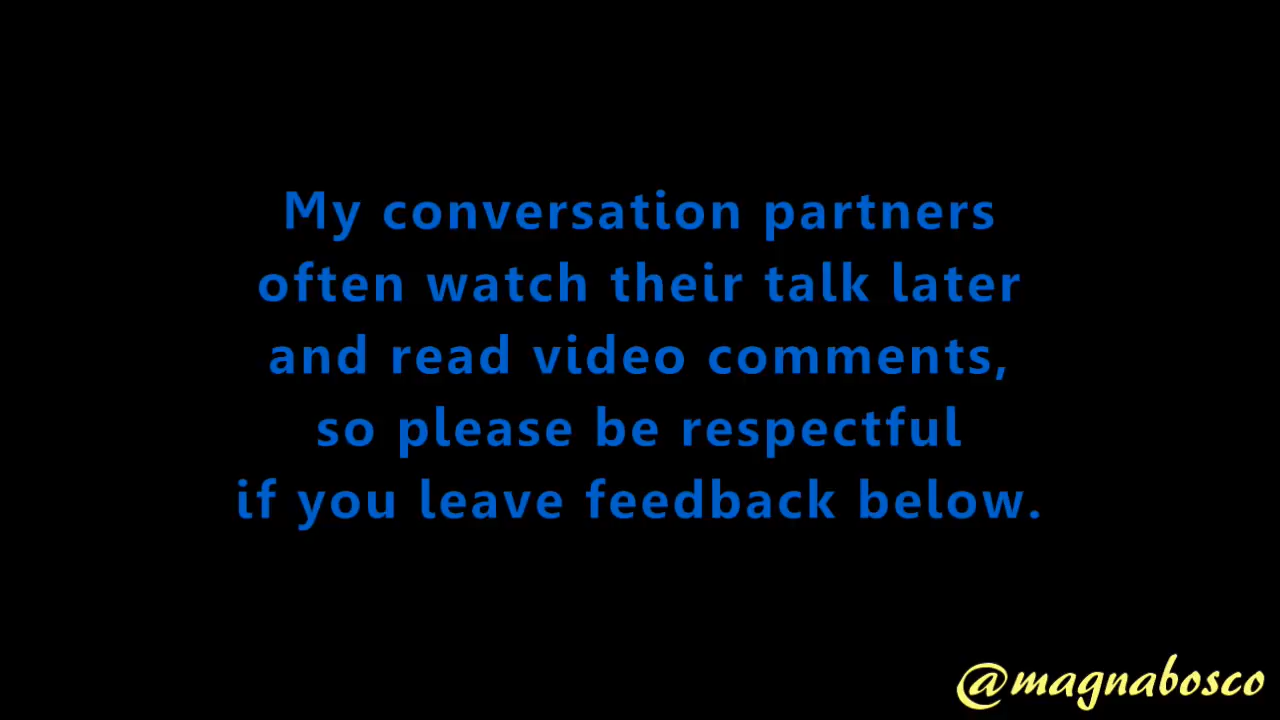 My conversation partners
often watch their talk later
and read video comments,
so please be respectful
if you leave feedback below.
@magnabosco